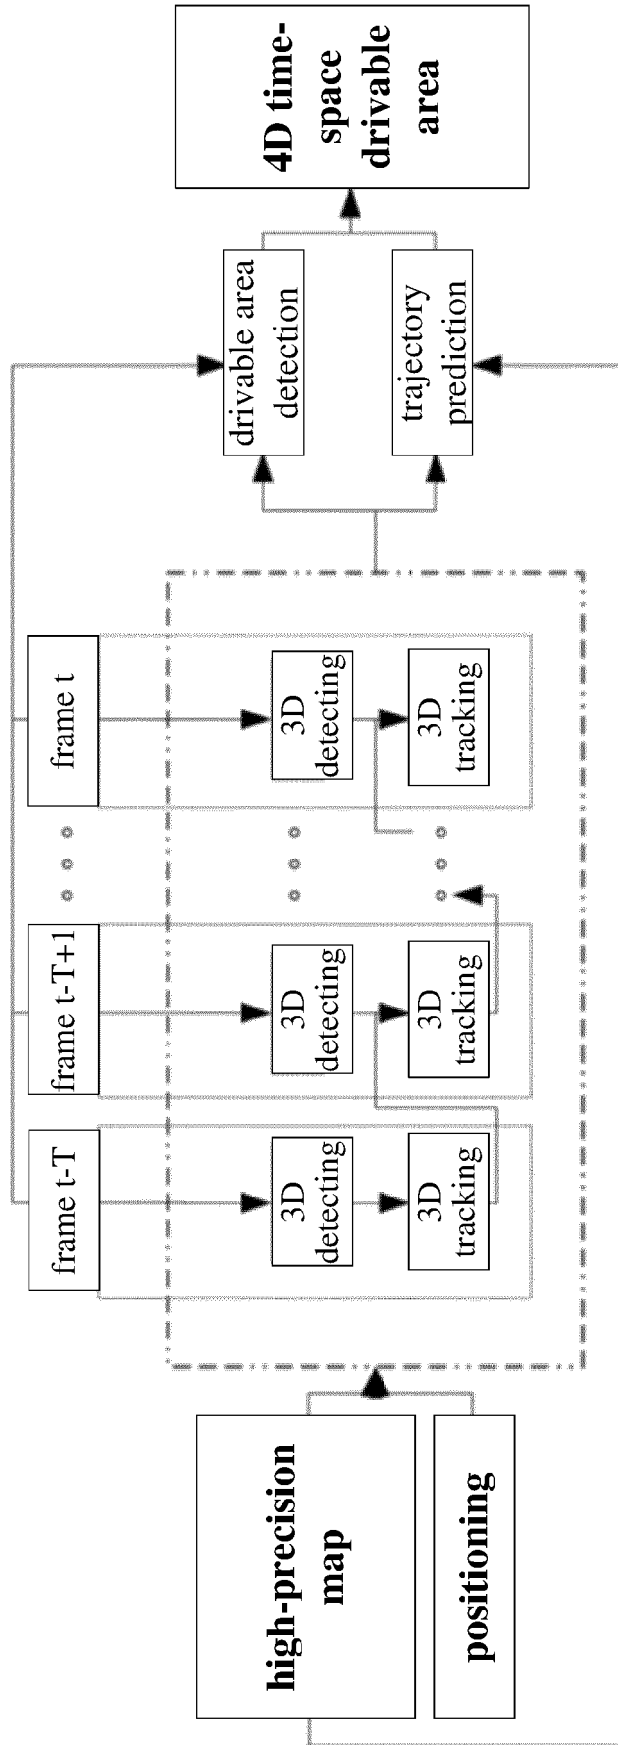 frame t-T
frame t-T+1
frame t
high-precision
map
positioning
3D
detecting
3D
tracking
3D
detecting
3D
tracking
3D
detecting
3D
tracking
drivable area
detection
trajectory
prediction
4D time-
space
drivable
area